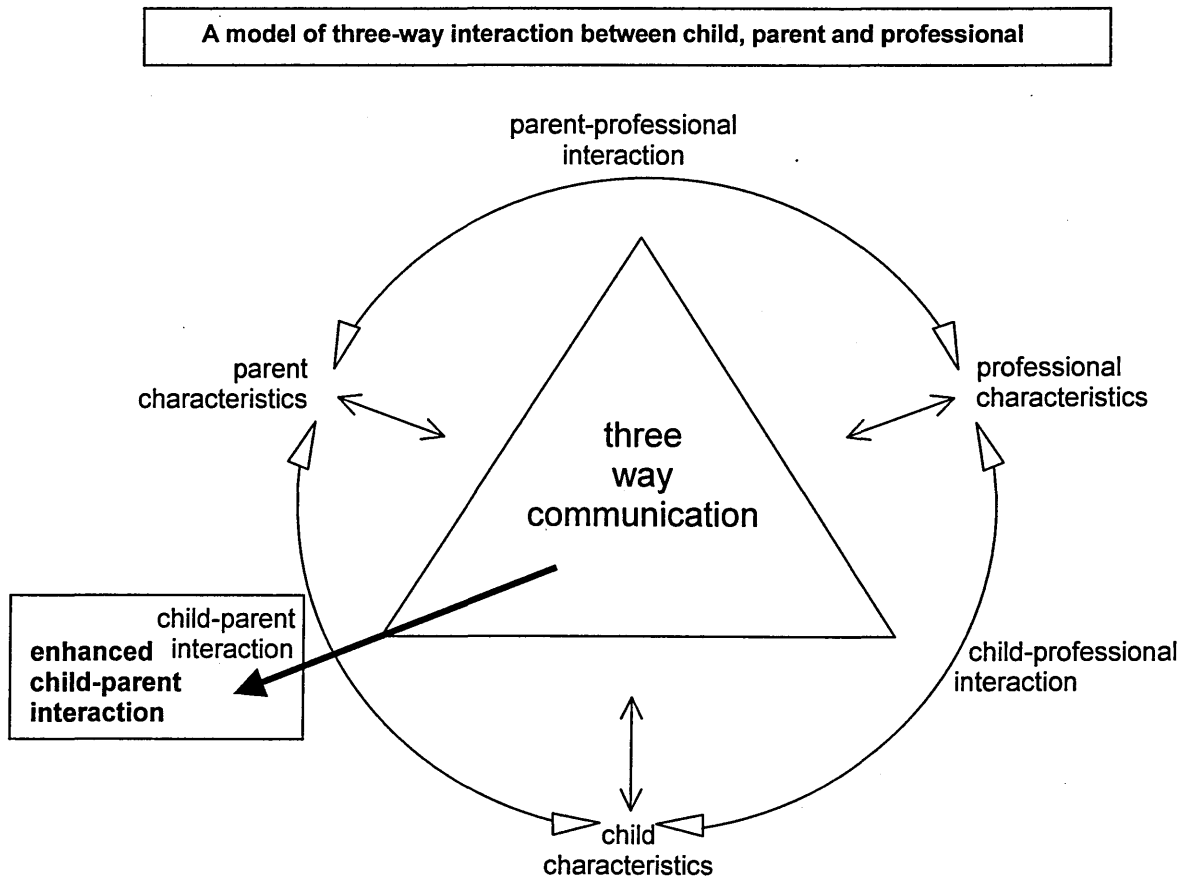 A model of three-way interaction between child, parent and professional
parent-professional
interaction
parent
characteristics
professional
characteristics
three
way
communication
child-parent
interaction
enhanced
child-parent
interaction
child-professional
interaction
child
characteristics